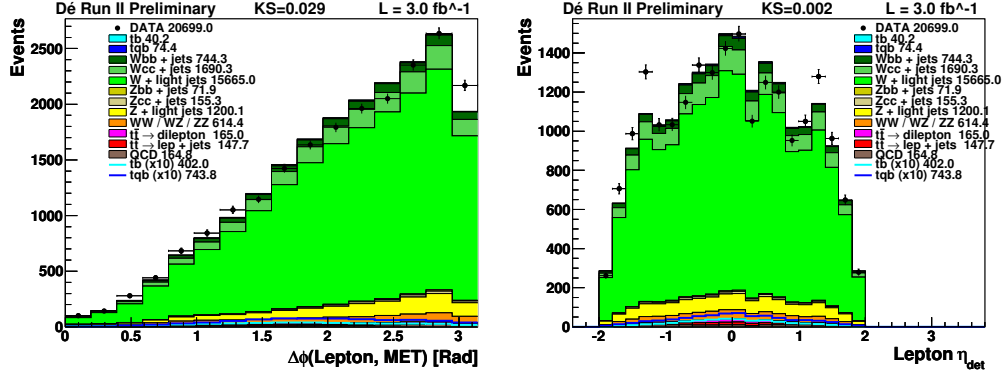 Dé Run II Preliminary KS=0.029 L = 3.0 fb^-1
Events
DATA 20699.0
tb 40.2
tqb 74.4
Wbb + jets 744.3
Wcc + jets 1690.3
W + light jets 15665.0
Zbb + jets 71.9
Zcc + jets 155.3
Z + light jets 1200.1
WW / WZ / ZZ 614.4
tt → dilepton 165.0
tt → lep + jets 147.7
QCD 164.8
tb (x10) 402.0
tqb (x10) 743.8
2500
2000
1500
1000
500
0
0 0.5 1 1.5 2 2.5 3
Δϕ(Lepton, MET) [Rad]
Dé Run II Preliminary KS=0.002 L = 3.0 fb^-1
Events
DATA 20699.0
tb 40.2
tqb 74.4
Wbb + jets 744.3
Wcc + jets 1690.3
W + light jets 15665.0
Zbb + jets 71.9
Zcc + jets 155.3
Z + light jets 1200.1
WW / WZ / ZZ 614.4
tt → dilepton 165.0
tt → lep + jets 147.7
QCD 164.8
tb (x10) 402.0
tqb (x10) 743.8
1400
1200
1000
800
600
400
200
0
-2 -1 0 1 2 3
Lepton η_det